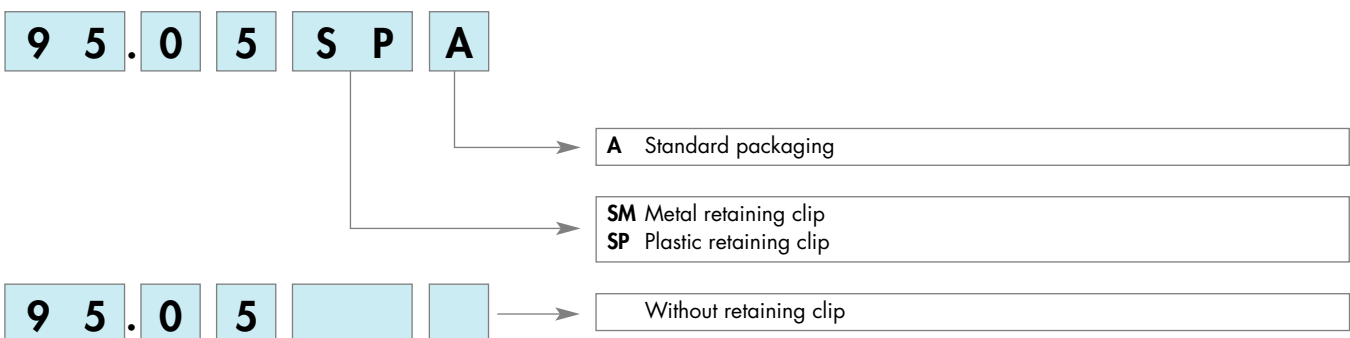 9 5.0 5 S P A
A Standard packaging
SM Metal retaining clip
SP Plastic retaining clip
9 5.0 5
Without retaining clip